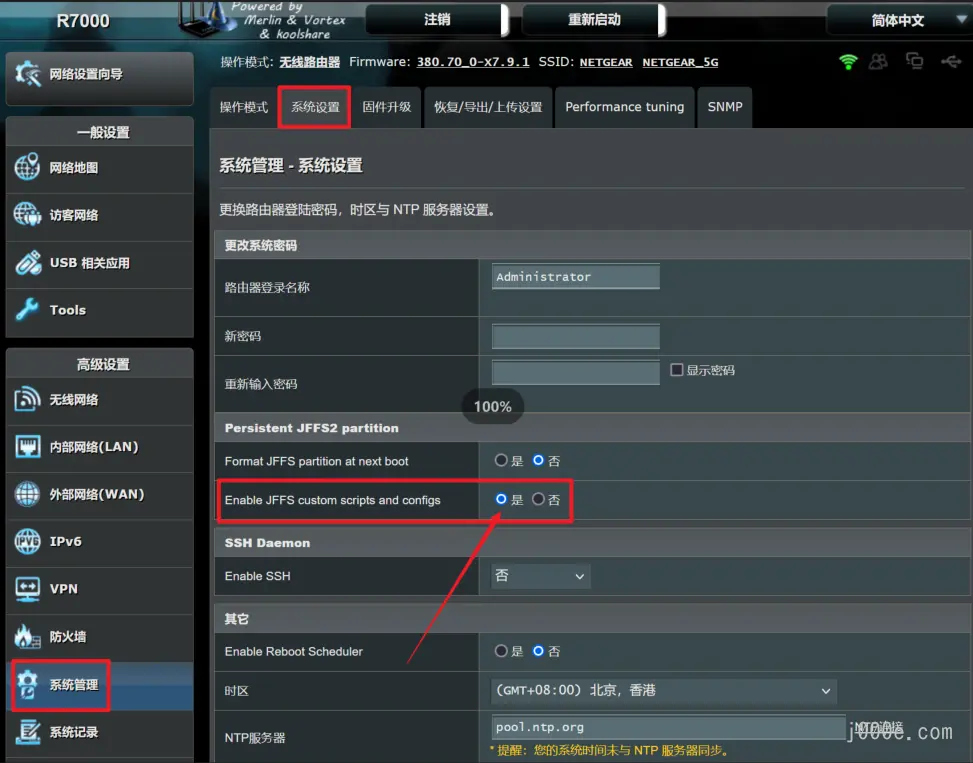 R7000
Powered by
Merlin & Vortex
& koolshare
注销
重新启动
简体中文
操作模式: 无线路由器 Firmware: 380.70_0-X7.9.1 SSID: NETGEAR NETGEAR_5G
网络设置向导
一般设置
网络地图
访客网络
USB 相关应用
Tools
高级设置
无线网络
内部网络(LAN)
外部网络(WAN)
IPv6
VPN
防火墙
系统管理
系统记录
操作模式
系统设置
固件升级
恢复/导出/上传设置
Performance tuning
SNMP
系统管理 - 系统设置
更换路由器登陆密码，时区与 NTP 服务器设置。
更改系统密码
路由器登录名称 Administrator
新密码
重新输入密码 显示密码
100%
Persistent JFFS2 partition
Format JFFS partition at next boot 是 否
Enable JFFS custom scripts and configs 是 否
SSH Daemon
Enable SSH 否
其它
Enable Reboot Scheduler 是 否
时区 (GMT+08:00) 北京，香港
NTP服务器 pool.ntp.org NTP链接
* 提醒：您的系统时间未与 NTP 服务器同步。